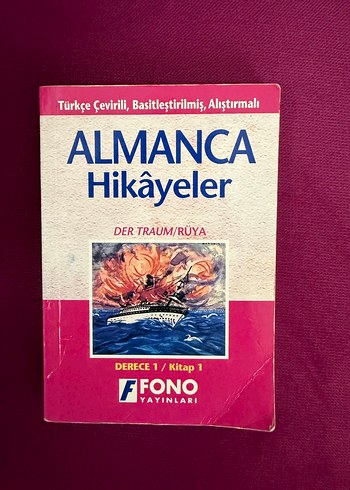 Türkçe Çevirili, Basitleştirilmiş, Alıştırmalı
ALMANCA
Hikâyeler
DER TRAUM/RÜYA
DERECE 1 / Kitap 1
FONO
YAYINLARI